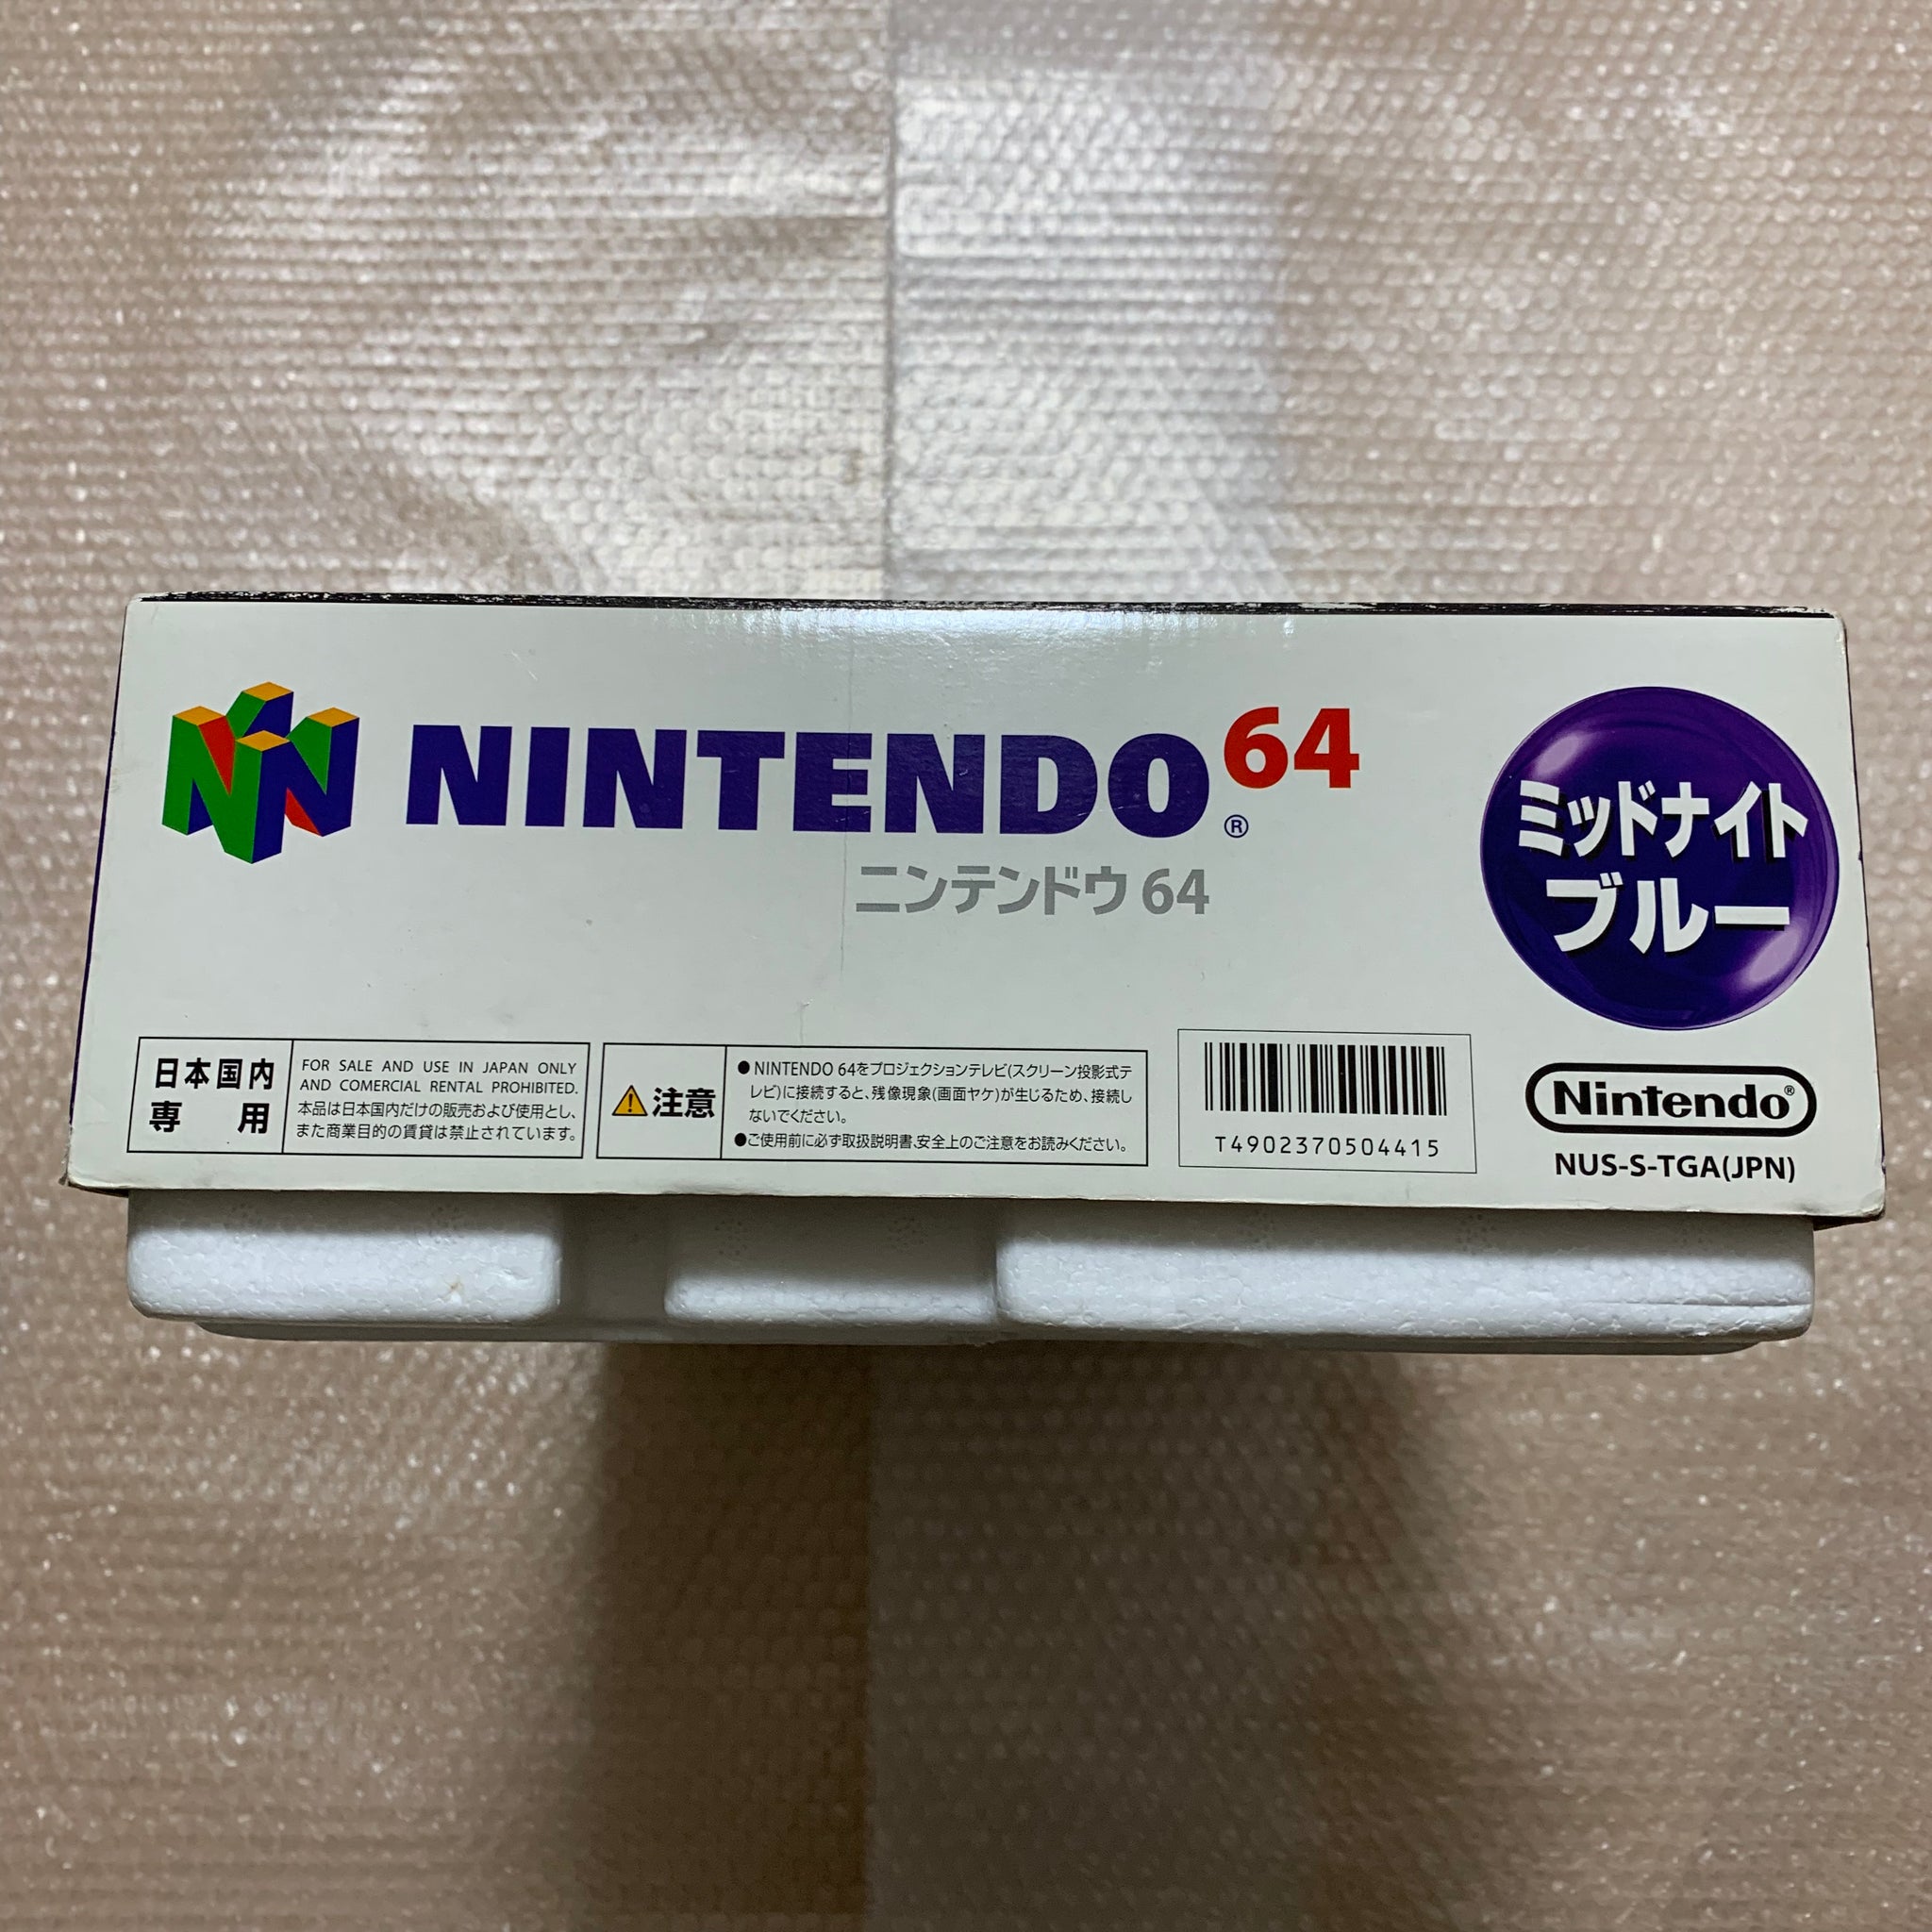 NINTENDO 64®
ニンテンドウ 64
ミッドナイト
ブルー
日本国内
専 用
FOR SALE AND USE IN JAPAN ONLY
AND COMERCIAL RENTAL PROHIBITED.
本品は日本国内だけの販売および使用とし、
また商業目的の賃貸は禁止されています。
注意
●NINTENDO 64をプロジェクションテレビ(スクリーン投影式テ
レビ)に接続すると、残像現象(画面ヤケ)が生じるため、接続し
ないでください。
●ご使用前に必ず取扱説明書、安全上のご注意をお読みください。
T4902370504415
Nintendo®
NUS-S-TGA(JPN)